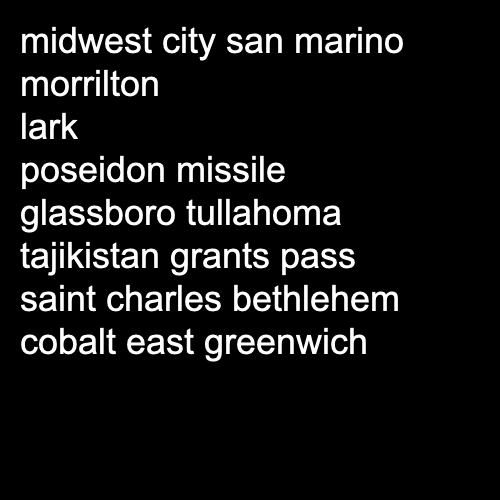 midwest city san marino
morrilton
lark
poseidon missile
glassboro tullahoma
tajikistan grants pass
saint charles bethlehem
cobalt east greenwich